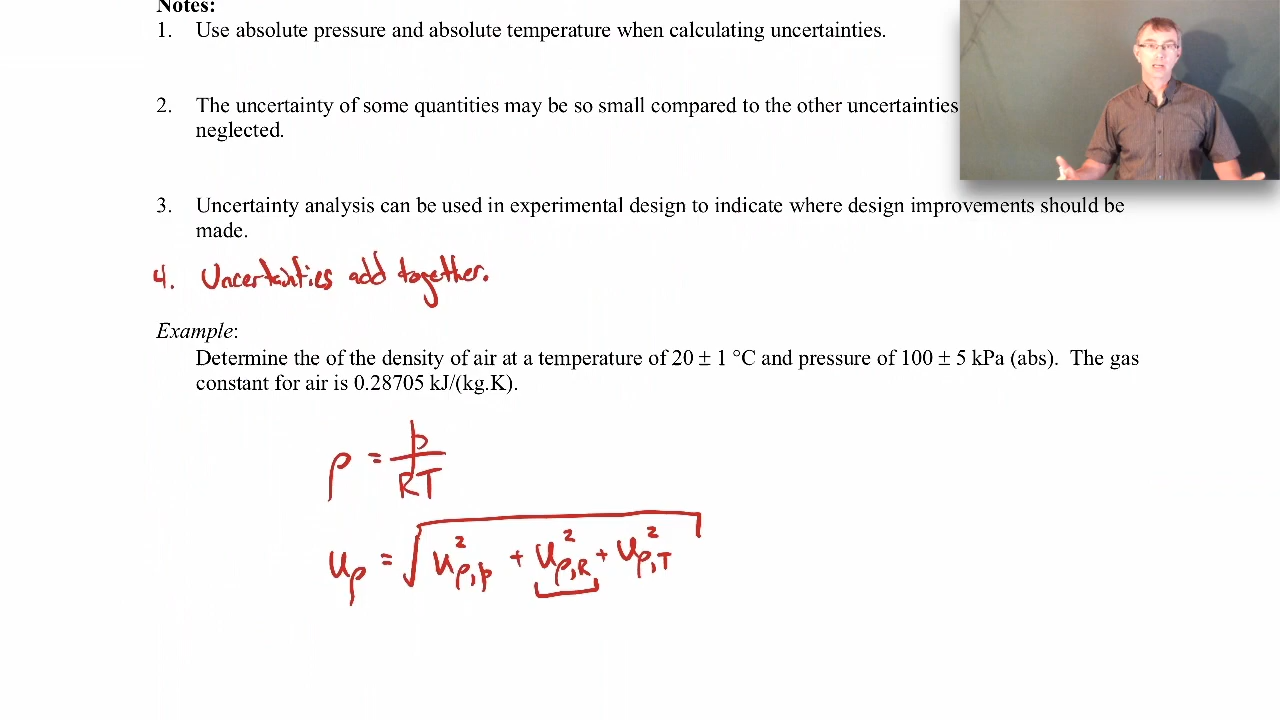 Notes:
1. Use absolute pressure and absolute temperature when calculating uncertainties.
2. The uncertainty of some quantities may be so small compared to the other uncertainties
neglected.
3. Uncertainty analysis can be used in experimental design to indicate where design improvements should be
made.
4. Uncertainties add together.
Example:
Determine the of the density of air at a temperature of 20 ± 1 °C and pressure of 100 ± 5 kPa (abs). The gas
constant for air is 0.28705 kJ/(kg.K).
ρ = p/RT
u_ρ = √(u²_ρ,p + u²_ρ,R + u²_ρ,T)